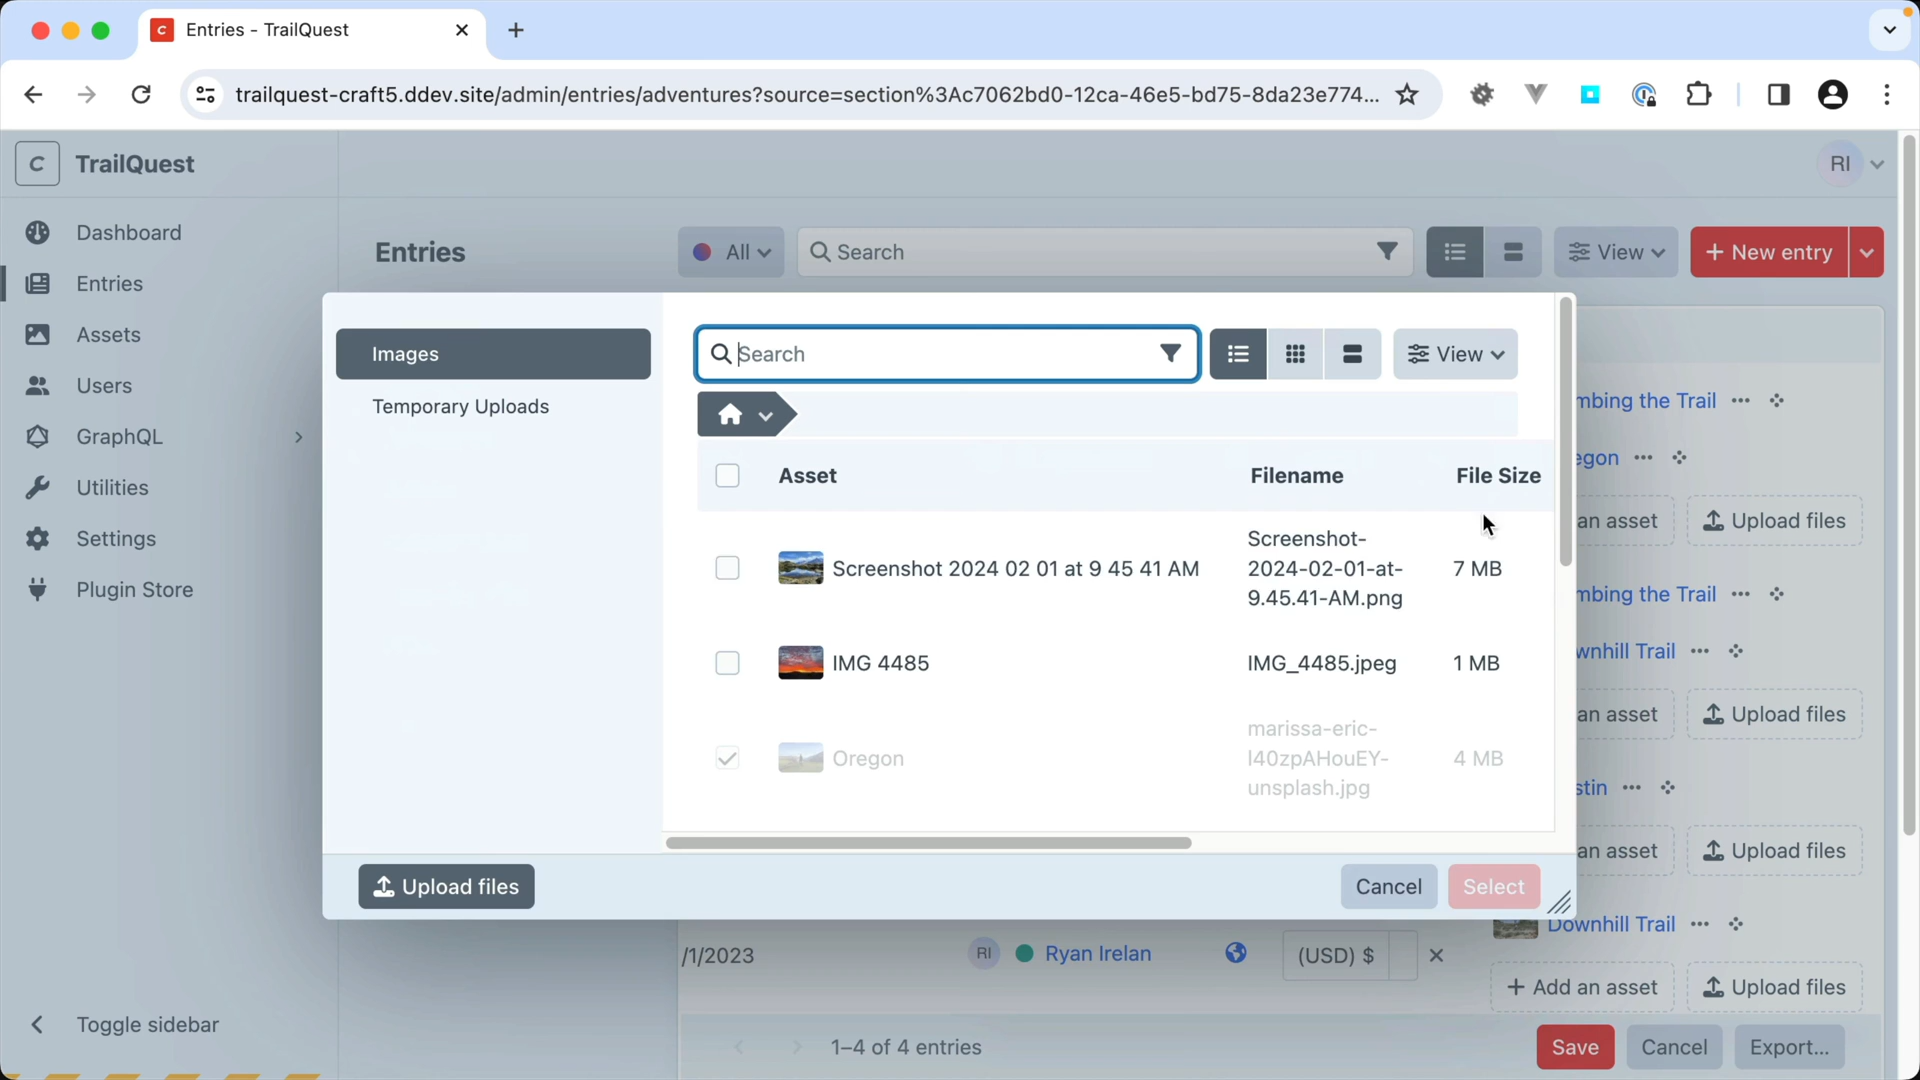 Entries - TrailQuest
trailquest-craft5.ddev.site/admin/entries/adventures?source=section%3Ac7062bd0-12ca-46e5-bd75-8da23e774...
C TrailQuest
RI
Dashboard
Entries
Assets
Users
GraphQL
Utilities
Settings
Plugin Store
Toggle sidebar
Entries
All
Search
View
+ New entry
Images
Temporary Uploads
Search
View
Asset Filename File Size
Screenshot 2024 02 01 at 9 45 41 AM
Screenshot-
2024-02-01-at-
9.45.41-AM.png
7 MB
IMG 4485 IMG_4485.jpeg 1 MB
Oregon
marissa-eric-
I40zpAHouEY-
unsplash.jpg
4 MB
Upload files
Cancel
Select
mbing the Trail
egon
an asset Upload files
mbing the Trail
wnhill Trail
an asset Upload files
stin
an asset Upload files
Downhill Trail
+ Add an asset Upload files
/1/2023 RI Ryan Irelan (USD) $
1–4 of 4 entries
Save Cancel Export...